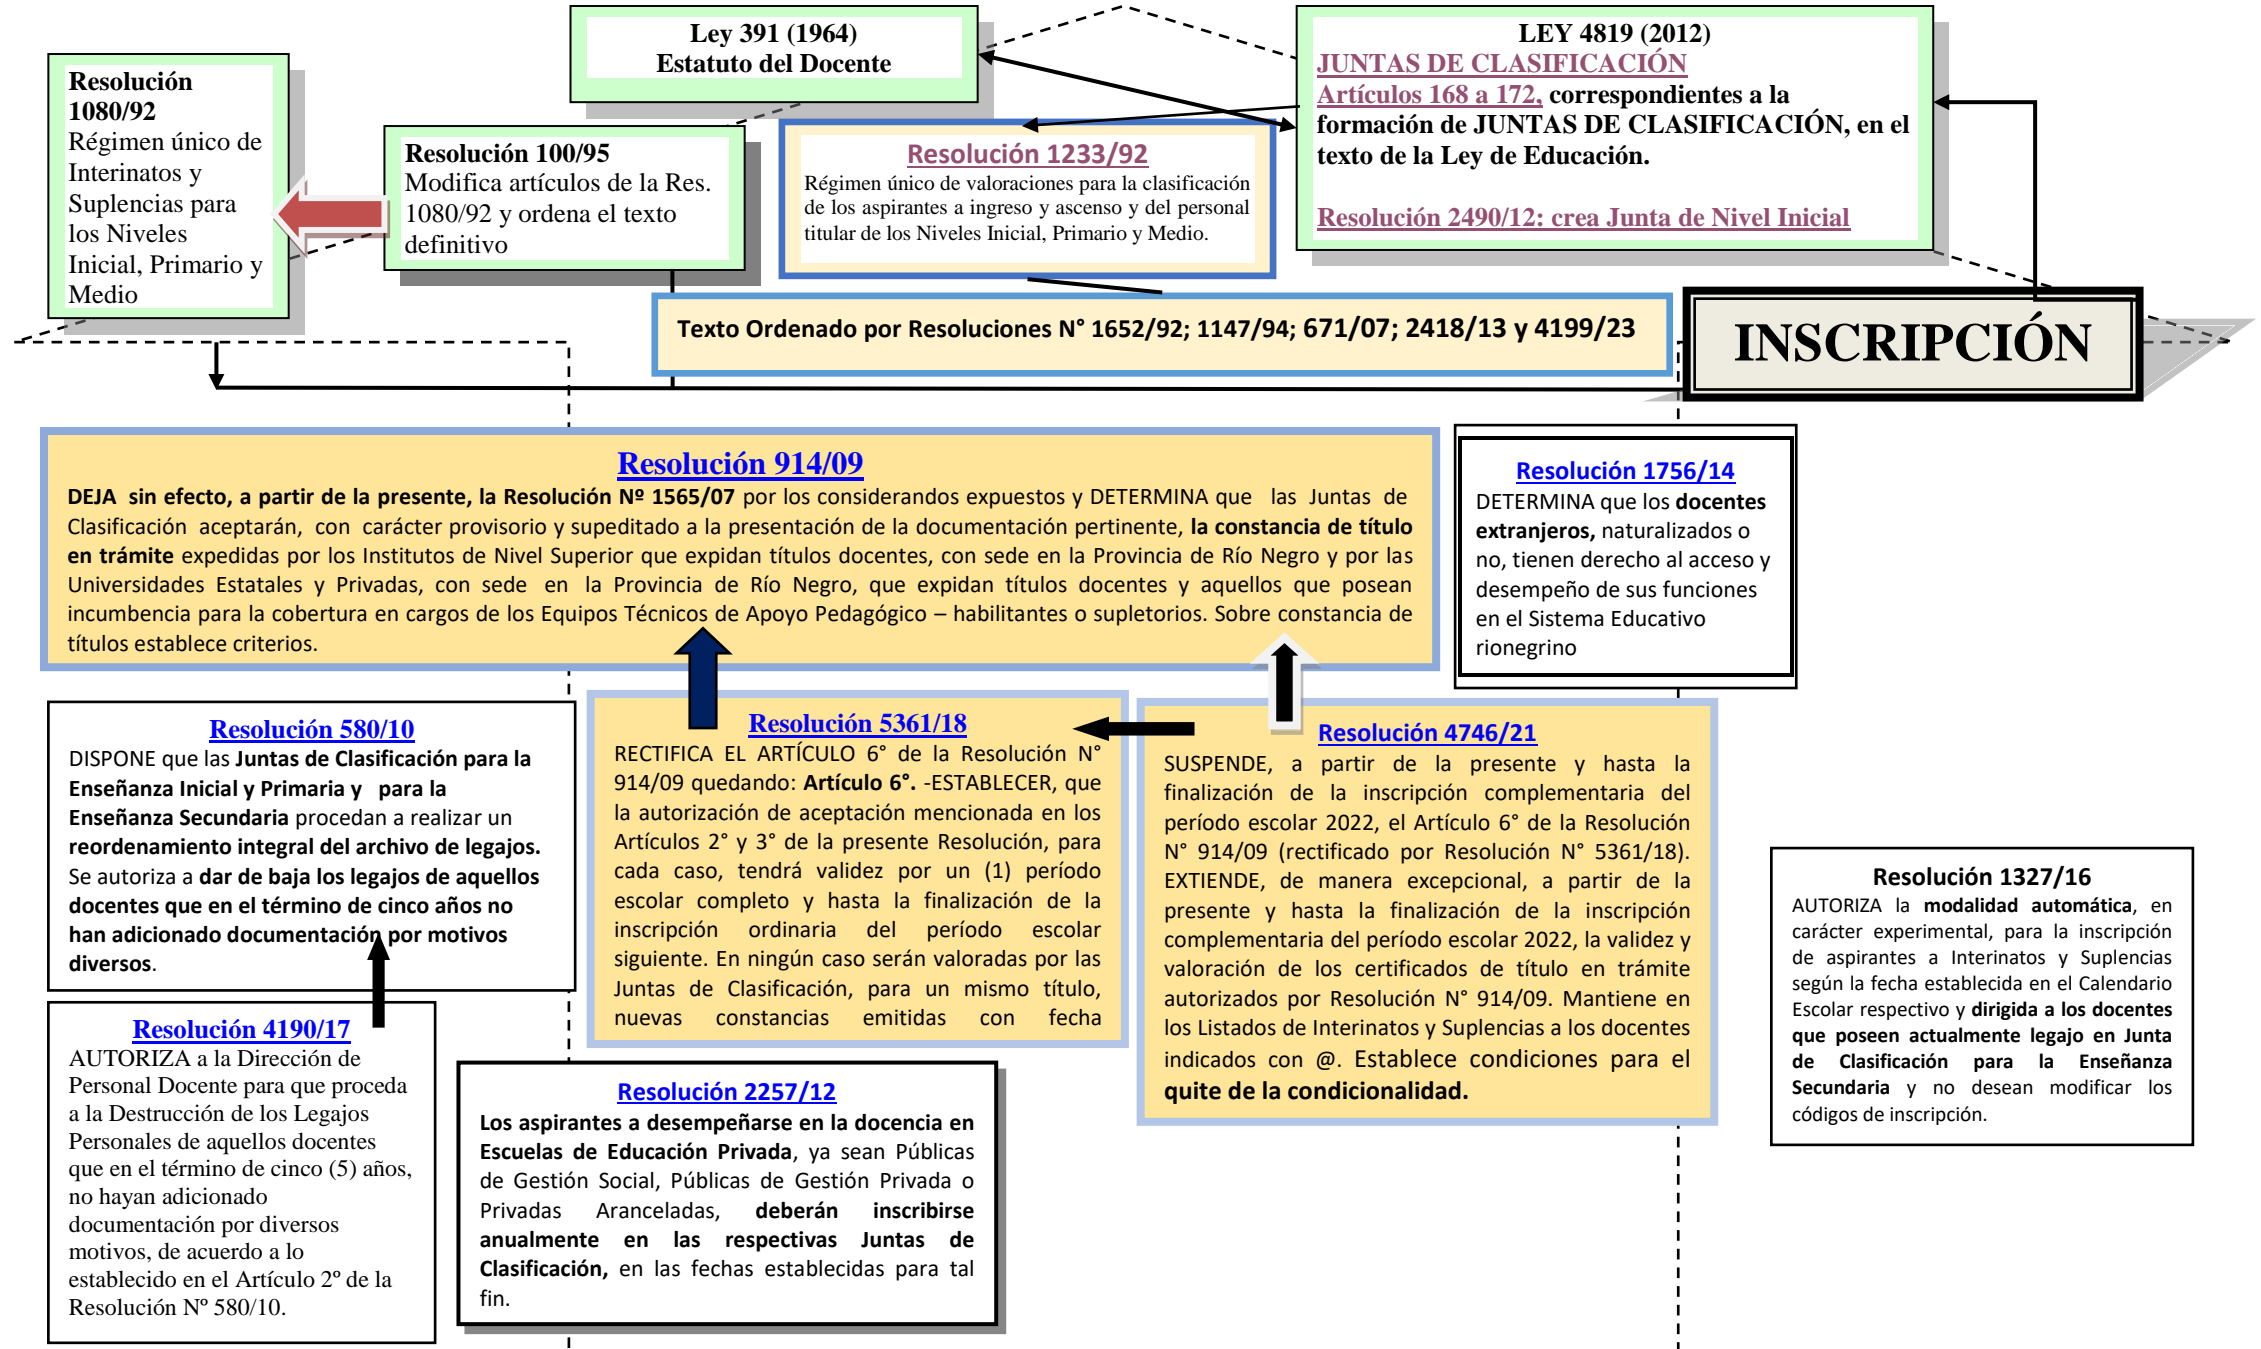 Ley 391 (1964)
Estatuto del Docente
LEY 4819 (2012)
JUNTAS DE CLASIFICACIÓN
Artículos 168 a 172, correspondientes a la
formación de JUNTAS DE CLASIFICACIÓN, en el
texto de la Ley de Educación.
Resolución 2490/12: crea Junta de Nivel Inicial
Resolución
1080/92
Régimen único de
Interinatos y
Suplencias para
los Niveles
Inicial, Primario y
Medio
Resolución 100/95
Modifica artículos de la Res.
1080/92 y ordena el texto
definitivo
Resolución 1233/92
Régimen único de valoraciones para la clasificación
de los aspirantes a ingreso y ascenso y del personal
titular de los Niveles Inicial, Primario y Medio.
Texto Ordenado por Resoluciones N° 1652/92; 1147/94; 671/07; 2418/13 y 4199/23
INSCRIPCIÓN
Resolución 914/09
DEJA sin efecto, a partir de la presente, la Resolución Nº 1565/07 por los considerandos expuestos y DETERMINA que las Juntas de
Clasificación aceptarán, con carácter provisorio y supeditado a la presentación de la documentación pertinente, la constancia de título
en trámite expedidas por los Institutos de Nivel Superior que expidan títulos docentes, con sede en la Provincia de Río Negro y por las
Universidades Estatales y Privadas, con sede en la Provincia de Río Negro, que expidan títulos docentes y aquellos que posean
incumbencia para la cobertura en cargos de los Equipos Técnicos de Apoyo Pedagógico – habilitantes o supletorios. Sobre constancia de
títulos establece criterios.
Resolución 1756/14
DETERMINA que los docentes
extranjeros, naturalizados o
no, tienen derecho al acceso y
desempeño de sus funciones
en el Sistema Educativo
rionegrino
Resolución 580/10
DISPONE que las Juntas de Clasificación para la
Enseñanza Inicial y Primaria y para la
Enseñanza Secundaria procedan a realizar un
reordenamiento integral del archivo de legajos.
Se autoriza a dar de baja los legajos de aquellos
docentes que en el término de cinco años no
han adicionado documentación por motivos
diversos.
Resolución 5361/18
RECTIFICA EL ARTÍCULO 6° de la Resolución N°
914/09 quedando: Artículo 6°. -ESTABLECER, que
la autorización de aceptación mencionada en los
Artículos 2° y 3° de la presente Resolución, para
cada caso, tendrá validez por un (1) período
escolar completo y hasta la finalización de la
inscripción ordinaria del período escolar
siguiente. En ningún caso serán valoradas por las
Juntas de Clasificación, para un mismo título,
nuevas constancias emitidas con fecha
Resolución 4746/21
SUSPENDE, a partir de la presente y hasta la
finalización de la inscripción complementaria del
período escolar 2022, el Artículo 6° de la Resolución
N° 914/09 (rectificado por Resolución N° 5361/18).
EXTIENDE, de manera excepcional, a partir de la
presente y hasta la finalización de la inscripción
complementaria del período escolar 2022, la validez y
valoración de los certificados de título en trámite
autorizados por Resolución N° 914/09. Mantiene en
los Listados de Interinatos y Suplencias a los docentes
indicados con @. Establece condiciones para el
quite de la condicionalidad.
Resolución 1327/16
AUTORIZA la modalidad automática, en
carácter experimental, para la inscripción
de aspirantes a Interinatos y Suplencias
según la fecha establecida en el Calendario
Escolar respectivo y dirigida a los docentes
que poseen actualmente legajo en Junta
de Clasificación para la Enseñanza
Secundaria y no desean modificar los
códigos de inscripción.
Resolución 4190/17
AUTORIZA a la Dirección de
Personal Docente para que proceda
a la Destrucción de los Legajos
Personales de aquellos docentes
que en el término de cinco (5) años,
no hayan adicionado
documentación por diversos
motivos, de acuerdo a lo
establecido en el Artículo 2º de la
Resolución Nº 580/10.
Resolución 2257/12
Los aspirantes a desempeñarse en la docencia en
Escuelas de Educación Privada, ya sean Públicas
de Gestión Social, Públicas de Gestión Privada o
Privadas Aranceladas, deberán inscribirse
anualmente en las respectivas Juntas de
Clasificación, en las fechas establecidas para tal
fin.